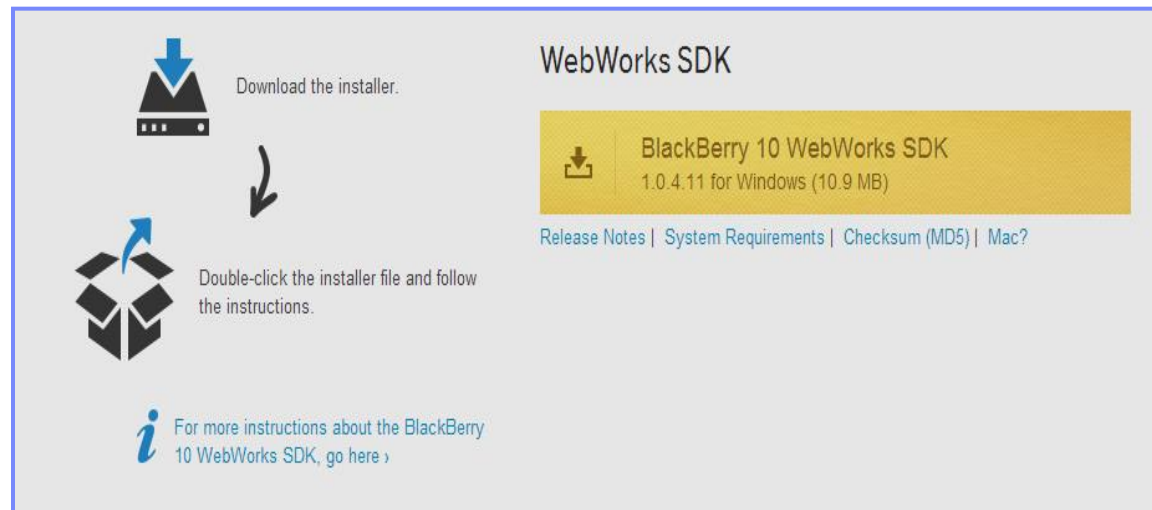 Download the installer.
Double-click the installer file and follow
the instructions.
For more instructions about the BlackBerry
10 WebWorks SDK, go here ›
WebWorks SDK
BlackBerry 10 WebWorks SDK
1.0.4.11 for Windows (10.9 MB)
Release Notes | System Requirements | Checksum (MD5) | Mac?